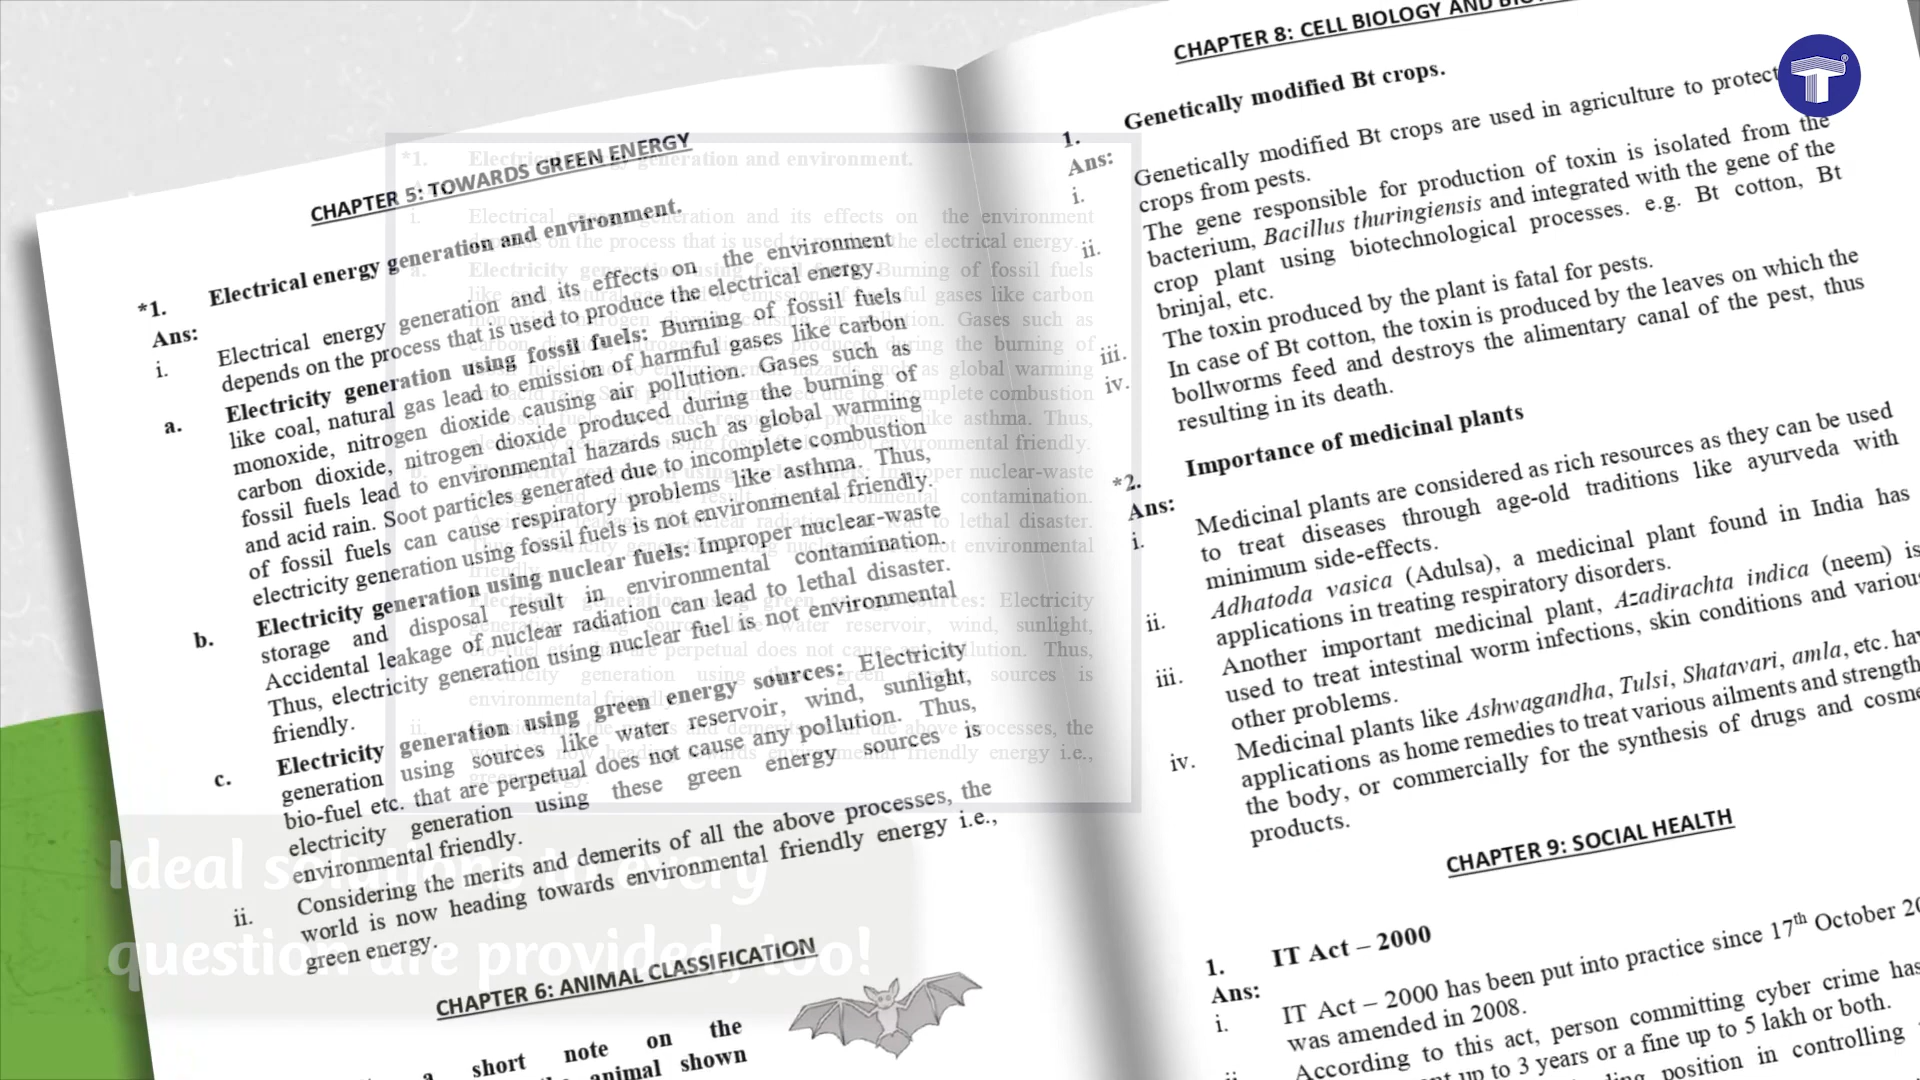 CHAPTER 5: TOWARDS GREEN ENERGY
*1. Electrical energy generation and environment.
Ans:
i. Electrical energy generation and its effects on the environment
depends on the process that is used to produce the electrical energy.
a. Electricity generation using fossil fuels: Burning of fossil fuels
like coal, natural gas lead to emission of harmful gases like carbon
monoxide, nitrogen dioxide causing air pollution. Gases such as
carbon dioxide, nitrogen dioxide produced during the burning of
fossil fuels lead to environmental hazards such as global warming
and acid rain. Soot particles generated due to incomplete combustion
of fossil fuels can cause respiratory problems like asthma. Thus,
electricity generation using fossil fuels is not environmental friendly.
b. Electricity generation using nuclear fuels: Improper nuclear-waste
storage and disposal result in environmental contamination.
Accidental leakage of nuclear radiation can lead to lethal disaster.
Thus, electricity generation using nuclear fuel is not environmental
friendly.
c. Electricity generation using green energy sources: Electricity
generation using sources like water reservoir, wind, sunlight,
bio-fuel etc. that are perpetual does not cause any pollution. Thus,
electricity generation using these green energy sources is
environmental friendly.
ii. Considering the merits and demerits of all the above processes, the
world is now heading towards environmental friendly energy i.e.,
green energy.
CHAPTER 6: ANIMAL CLASSIFICATION
a short note on the
animal shown
CHAPTER 8: CELL BIOLOGY AND
1. Genetically modified Bt crops.
Ans:
i. Genetically modified Bt crops are used in agriculture to protect
crops from pests.
ii. The gene responsible for production of toxin is isolated from the
bacterium, Bacillus thuringiensis and integrated with the gene of the
crop plant using biotechnological processes. e.g. Bt cotton, Bt
brinjal, etc.
iii. The toxin produced by the plant is fatal for pests.
iv. In case of Bt cotton, the toxin is produced by the leaves on which the
bollworms feed and destroys the alimentary canal of the pest, thus
resulting in its death.
*2. Importance of medicinal plants
Ans:
i. Medicinal plants are considered as rich resources as they can be used
to treat diseases through age-old traditions like ayurveda with
minimum side-effects.
ii. Adhatoda vasica (Adulsa), a medicinal plant found in India has
applications in treating respiratory disorders.
iii. Another important medicinal plant, Azadirachta indica (neem) is
used to treat intestinal worm infections, skin conditions and various
other problems.
iv. Medicinal plants like Ashwagandha, Tulsi, Shatavari, amla, etc. have
applications as home remedies to treat various ailments and strength
the body, or commercially for the synthesis of drugs and cosme
products.
CHAPTER 9: SOCIAL HEALTH
1. IT Act – 2000
Ans:
i. IT Act – 2000 has been put into practice since 17th October 20
was amended in 2008.
ii. According to this act, person committing cyber crime has
up to 3 years or a fine up to 5 lakh or both.
position in controlling
Ideal solutions to every
question are provided, too!
T